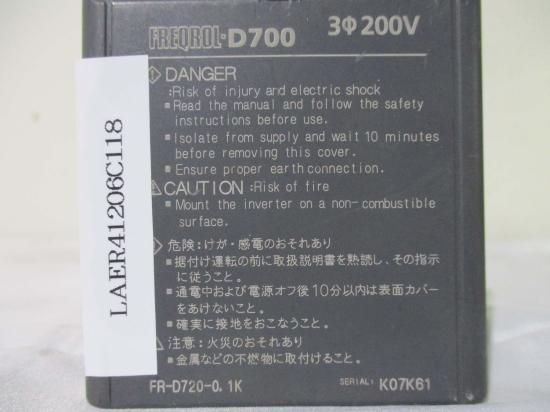 FREQROL-D700 3Φ200V
DANGER
:Risk of injury and electric shock
■Read the manual and follow the safety
instructions before use.
■Isolate from supply and wait 10 minutes
before removing this cover.
■Ensure proper earth connection.
CAUTION :Risk of fire
■Mount the inverter on a non-combustible
surface.
危険:けが・感電のおそれあり
■据付け運転の前に取扱説明書を熟読し、その指示
に従うこと。
■通電中および電源オフ後10分以内は表面カバー
をあけないこと。
■確実に接地をおこなうこと。
注意:火災のおそれあり
■金属などの不燃物に取付けること。
FR-D720-0.1K SERIAL: K07K61
LAER41206C118